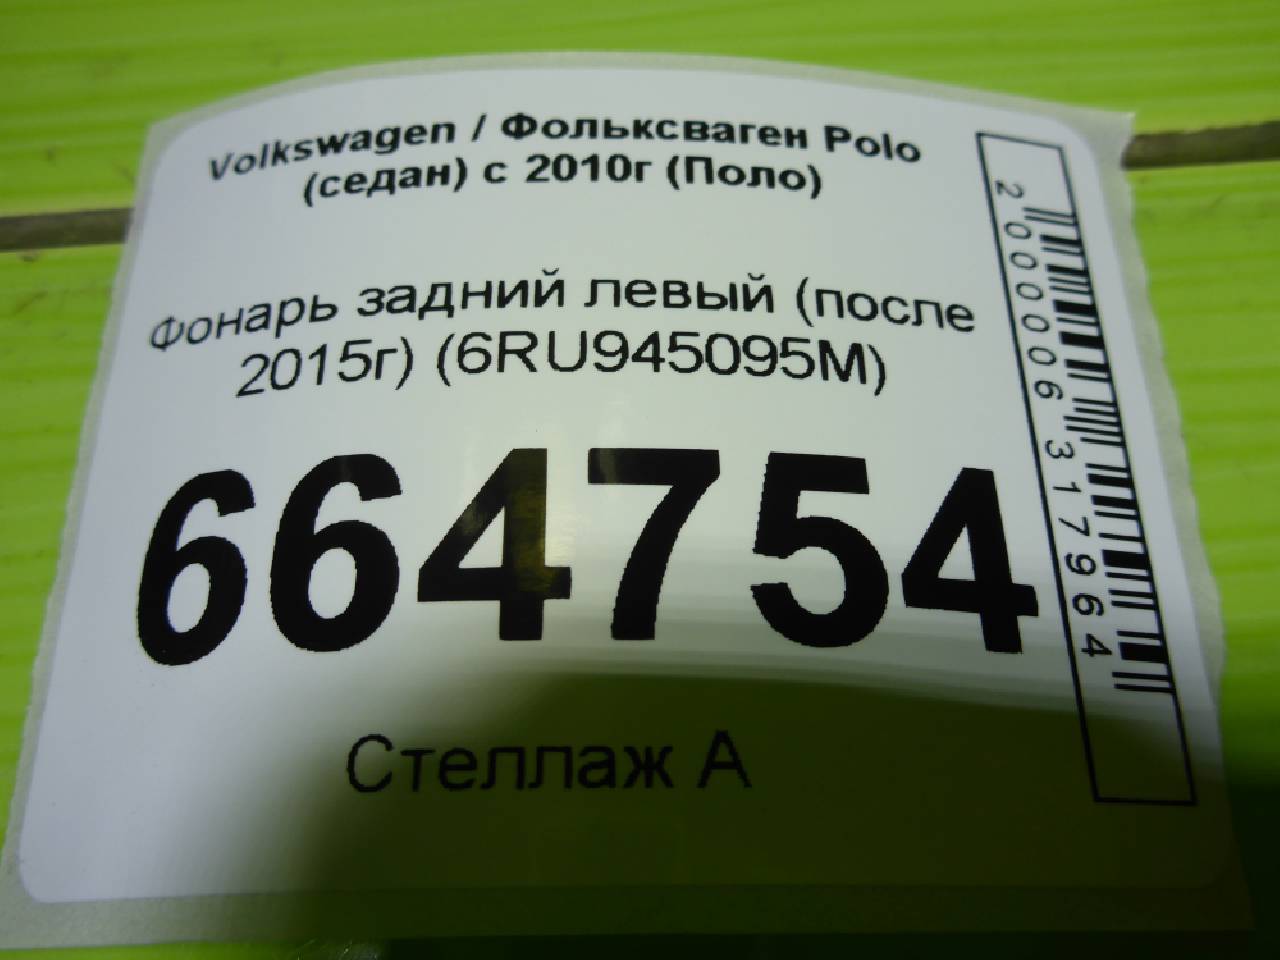 Volkswagen / Фольксваген Polo
(седан) с 2010г (Поло)
Фонарь задний левый (после
2015г) (6RU945095M)
664754
Стеллаж А
2000006317964